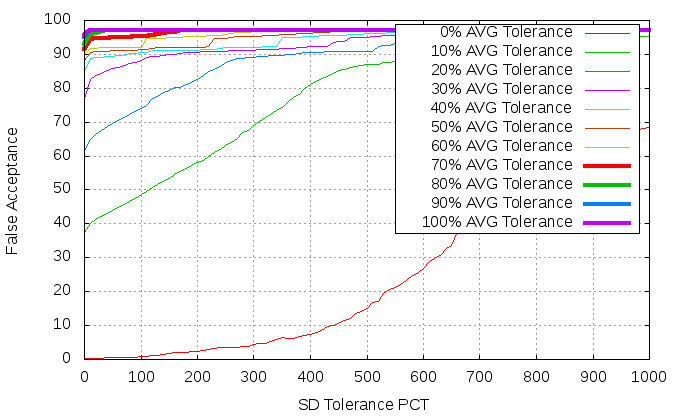 100
90
80
70
60
50
40
30
20
10
0
False Acceptance
0% AVG Tolerance
10% AVG Tolerance
20% AVG Tolerance
30% AVG Tolerance
40% AVG Tolerance
50% AVG Tolerance
60% AVG Tolerance
70% AVG Tolerance
80% AVG Tolerance
90% AVG Tolerance
100% AVG Tolerance
0 100 200 300 400 500 600 700 800 900 1000
SD Tolerance PCT